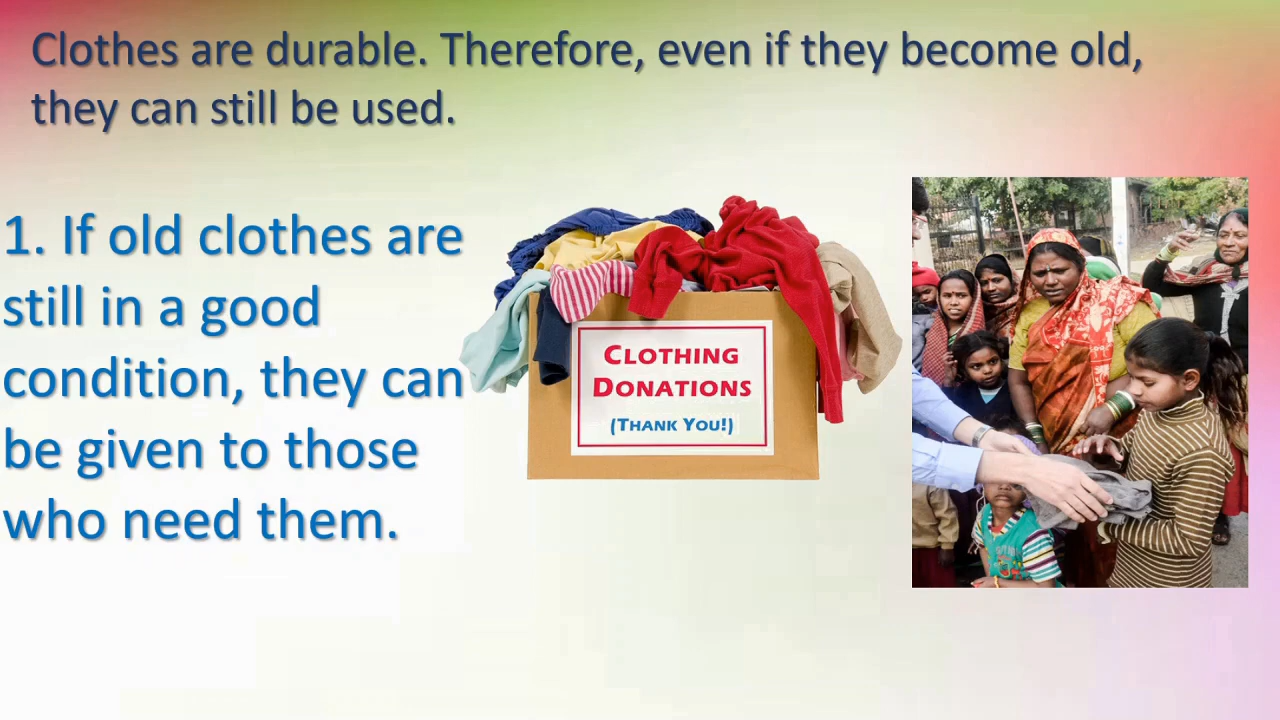 Clothes are durable. Therefore, even if they become old,
they can still be used.
1. If old clothes are
still in a good
condition, they can
be given to those
who need them.
CLOTHING
DONATIONS
(THANK YOU!)